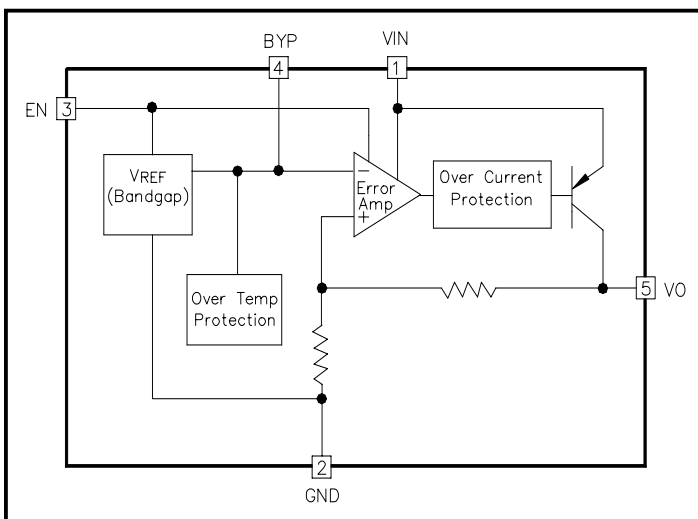 BYP
VIN
4
1
EN 3
VREF
(Bandgap)
−
Error
Amp
+
Over Current
Protection
Over Temp
Protection
5 VO
2
GND